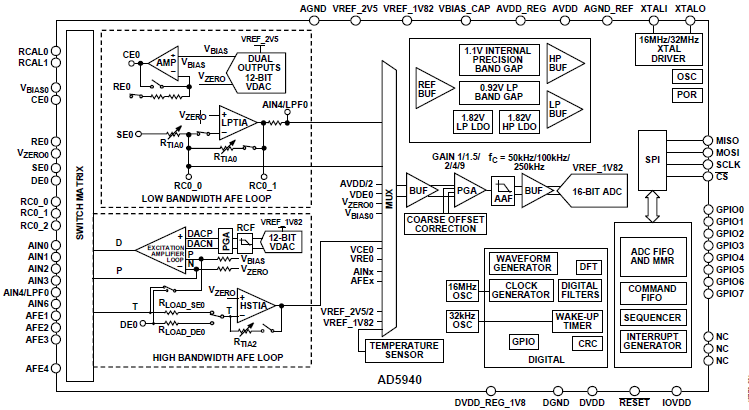 AGND VREF_2V5 VREF_1V82 VBIAS_CAP AVDD_REG AVDD AGND_REF XTALI XTALO
RCAL0
RCAL1
VBIAS0
CE0
RE0
VZERO0
SE0
DE0
RC0_0
RC0_1
RC0_2
AIN0
AIN1
AIN2
AIN3
AIN4/LPF0
AIN6
AFE1
AFE2
AFE3
AFE4
SWITCH MATRIX
CE0
AMP
VBIAS
VZERO
VREF_2V5
DUAL
OUTPUTS
12-BIT
VDAC
RE0
VZERO
LPTIA
AIN4/LPF0
SE0
RTIA0
RTIA0
RC0_0
RC0_1
LOW BANDWIDTH AFE LOOP
D
P
T
EXCITATION
AMPLIFIER
LOOP
DACP
DACN
P
N
PGA
RCF
VREF_1V82
12-BIT
VDAC
VBIAS
VZERO
RLOAD_SE0
DE0
RLOAD_DE0
VZERO
T
HSTIA
RTIA2
HIGH BANDWIDTH AFE LOOP
MUX
AVDD/2
VDE0
VZERO0
VBIAS0
VCE0
VRE0
AINx
AFEx
VREF_2V5/2
VREF_1V82
TEMPERATURE
SENSOR
REF
BUF
1.1V INTERNAL
PRECISION
BAND GAP
0.92V LP
BAND GAP
1.82V
LP LDO
1.82V
HP LDO
HP
BUF
LP
BUF
16MHz/32MHz
XTAL
DRIVER
OSC
POR
BUF
GAIN 1/1.5/
2/4/9
PGA
COARSE OFFSET
CORRECTION
fC = 50kHz/100kHz/
250kHz
AAF
BUF
VREF_1V82
16-BIT ADC
SPI
MISO
MOSI
SCLK
CS
WAVEFORM
GENERATOR
DFT
16MHz
OSC
CLOCK
GENERATOR
DIGITAL
FILTERS
32kHz
OSC
WAKE-UP
TIMER
GPIO
CRC
DIGITAL
ADC FIFO
AND MMR
COMMAND
FIFO
SEQUENCER
INTERRUPT
GENERATOR
GPIO0
GPIO1
GPIO2
GPIO3
GPIO4
GPIO5
GPIO6
GPIO7
NC
NC
NC
AD5940
DVDD_REG_1V8 DGND DVDD RESET IOVDD